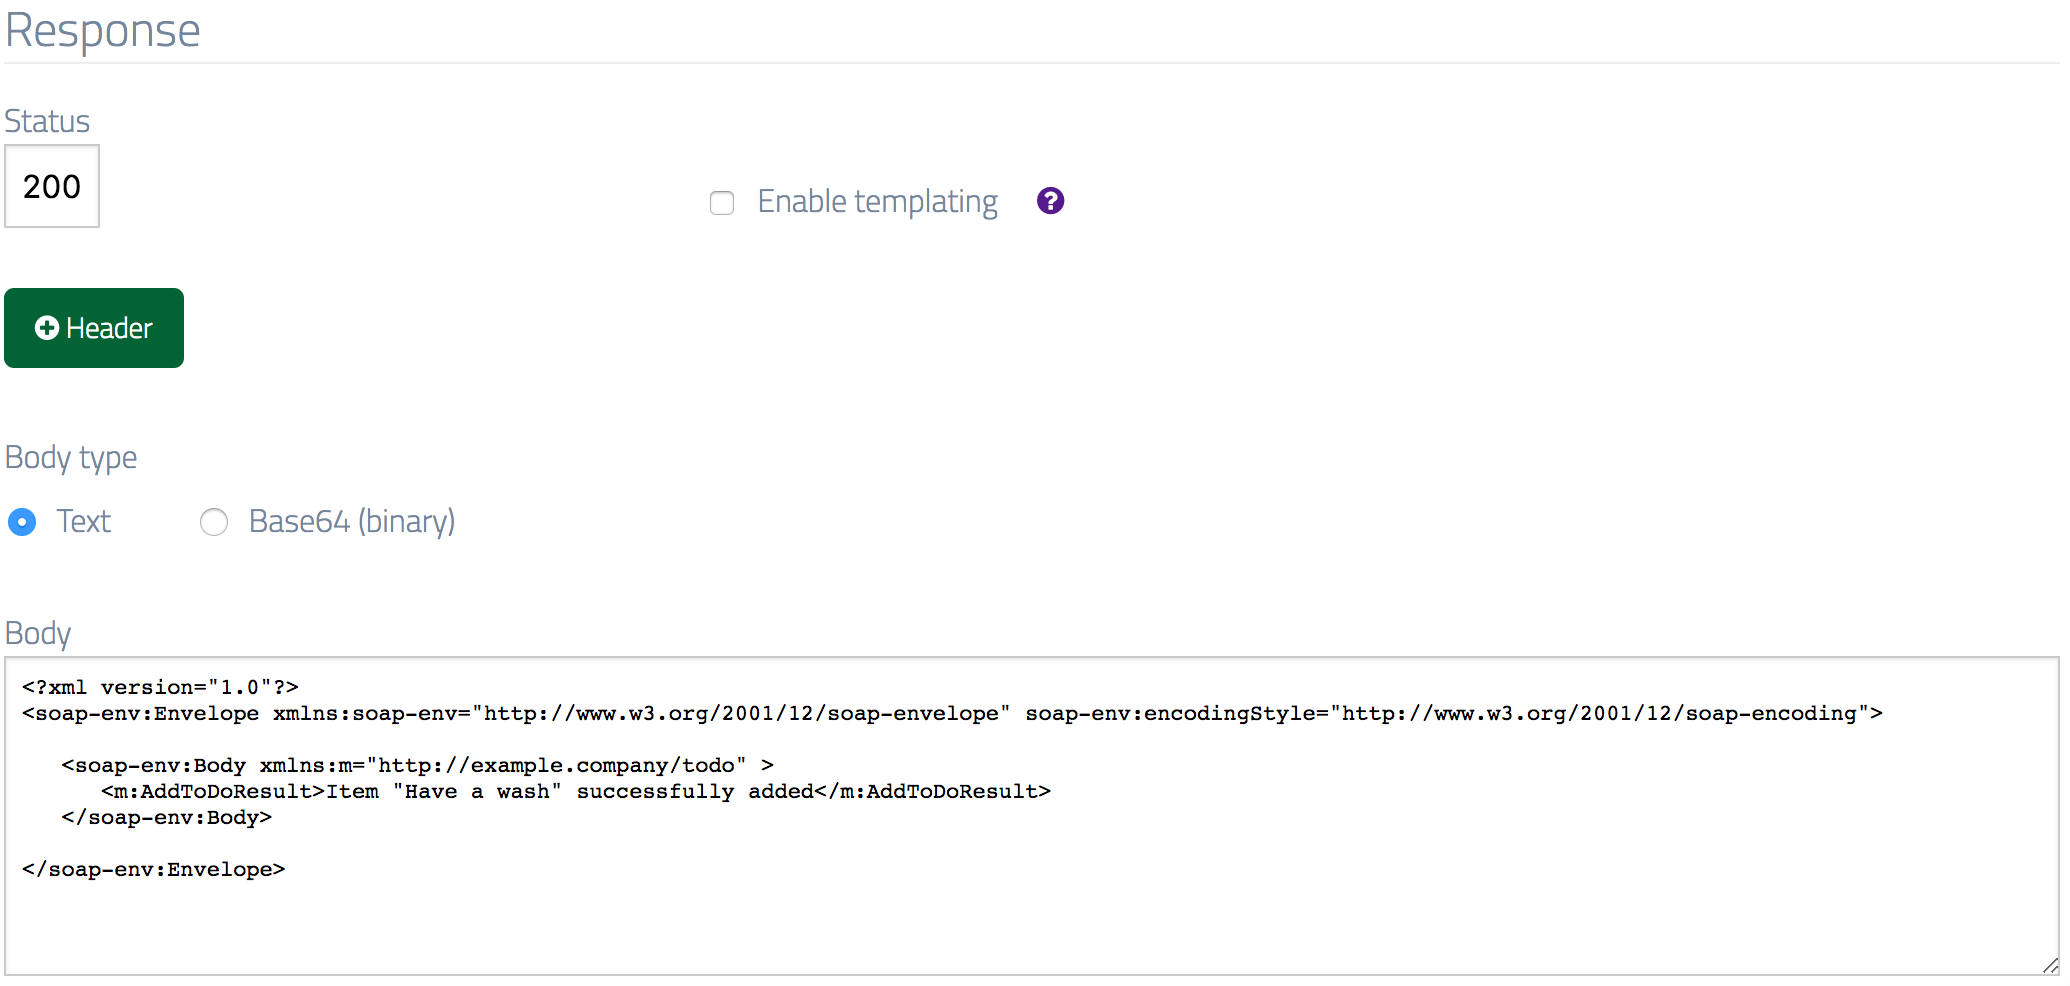 Response
Status
200
Enable templating
Header
Body type
Text
Base64 (binary)
Body
<?xml version="1.0"?>
<soap-env:Envelope xmlns:soap-env="http://www.w3.org/2001/12/soap-envelope" soap-env:encodingStyle="http://www.w3.org/2001/12/soap-encoding">
<soap-env:Body xmlns:m="http://example.company/todo" >
<m:AddToDoResult>Item "Have a wash" successfully added</m:AddToDoResult>
</soap-env:Body>
</soap-env:Envelope>